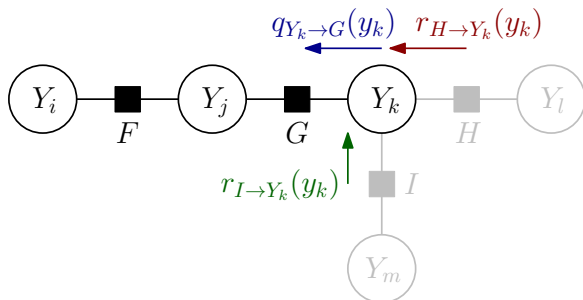 q_{Y_k→G}(y_k) r_{H→Y_k}(y_k)
Y_i Y_j Y_k Y_l
F G H
r_{I→Y_k}(y_k) I
Y_m